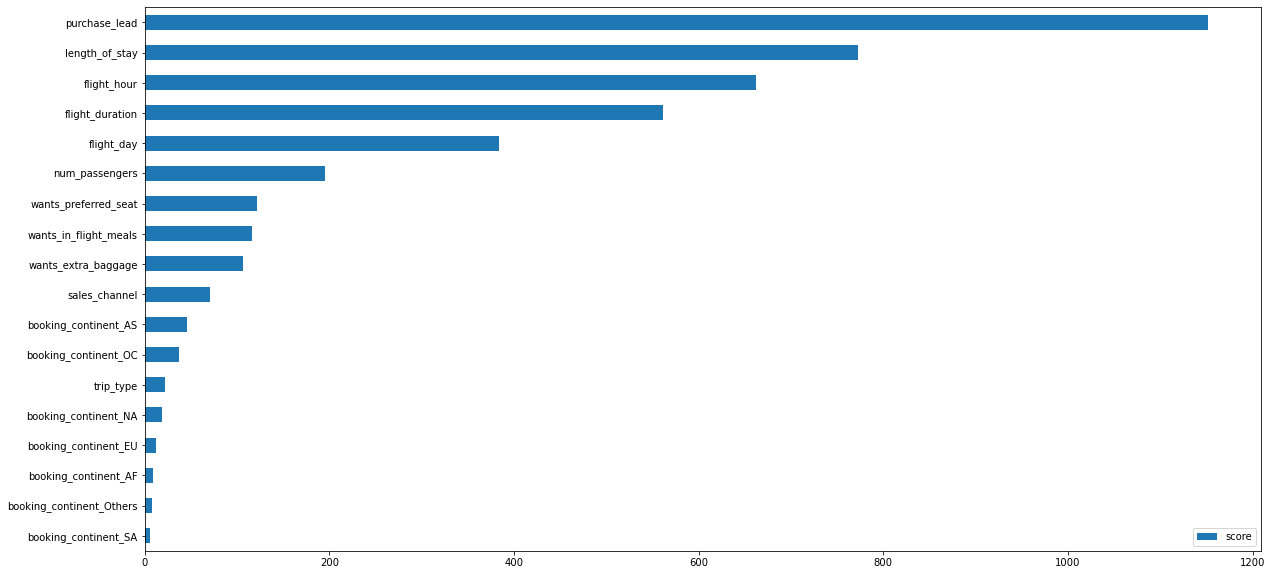 purchase_lead
length_of_stay
flight_hour
flight_duration
flight_day
num_passengers
wants_preferred_seat
wants_in_flight_meals
wants_extra_baggage
sales_channel
booking_continent_AS
booking_continent_OC
trip_type
booking_continent_NA
booking_continent_EU
booking_continent_AF
booking_continent_Others
booking_continent_SA
score
0 200 400 600 800 1000 1200